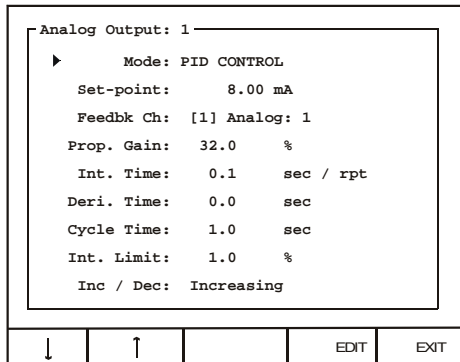 Analog Output: 1
Mode: PID CONTROL
Set-point: 8.00 mA
Feedbk Ch: [1] Analog: 1
Prop. Gain: 32.0 %
Int. Time: 0.1 sec / rpt
Deri. Time: 0.0 sec
Cycle Time: 1.0 sec
Int. Limit: 1.0 %
Inc / Dec: Increasing
↓ ↑ EDIT EXIT